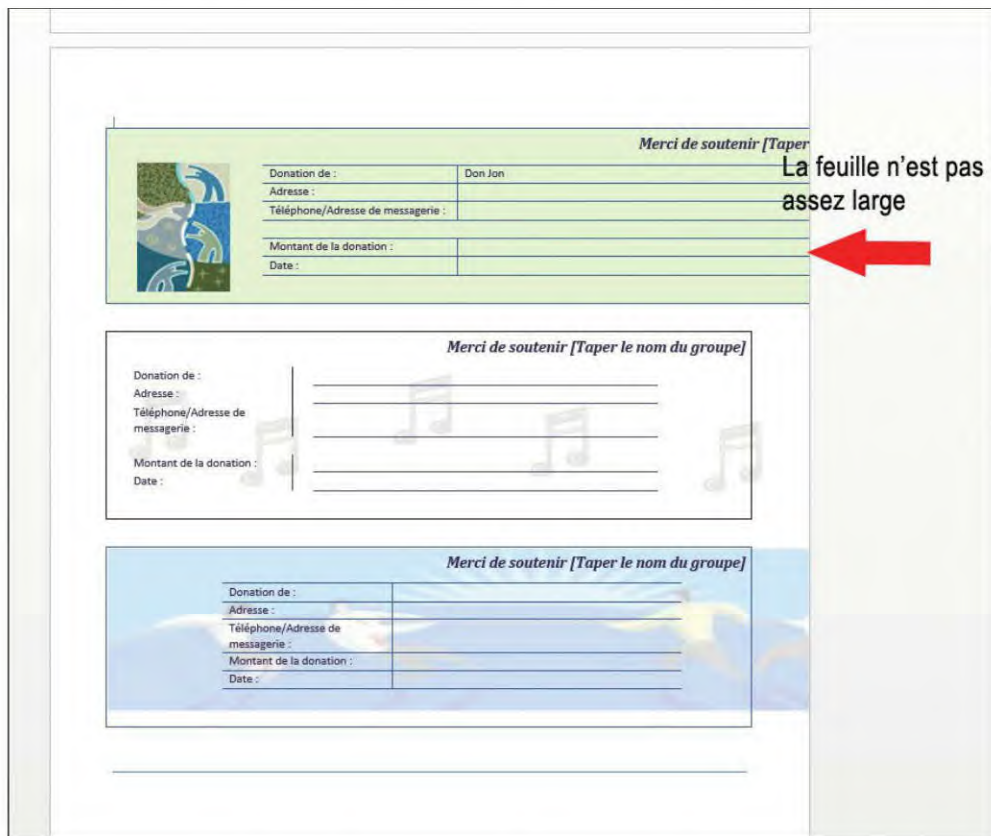 Merci de soutenir [Taper
La feuille n'est pas
assez large
Donation de :
Don Jon
Adresse :
Téléphone/Adresse de messagerie :
Montant de la donation :
Date :
Merci de soutenir [Taper le nom du groupe]
Donation de :
Adresse :
Téléphone/Adresse de
messagerie :
Montant de la donation :
Date :
Merci de soutenir [Taper le nom du groupe]
Donation de :
Adresse :
Téléphone/Adresse de
messagerie :
Montant de la donation :
Date :